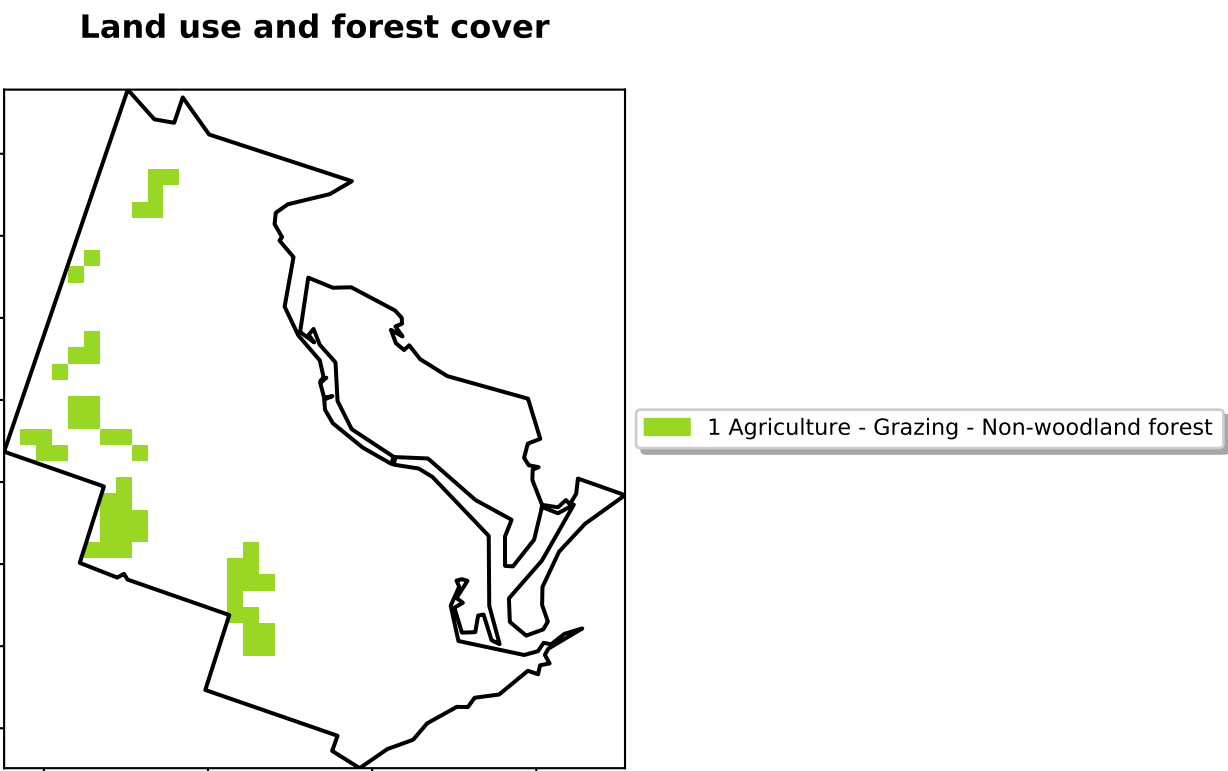 Land use and forest cover
1 Agriculture - Grazing - Non-woodland forest